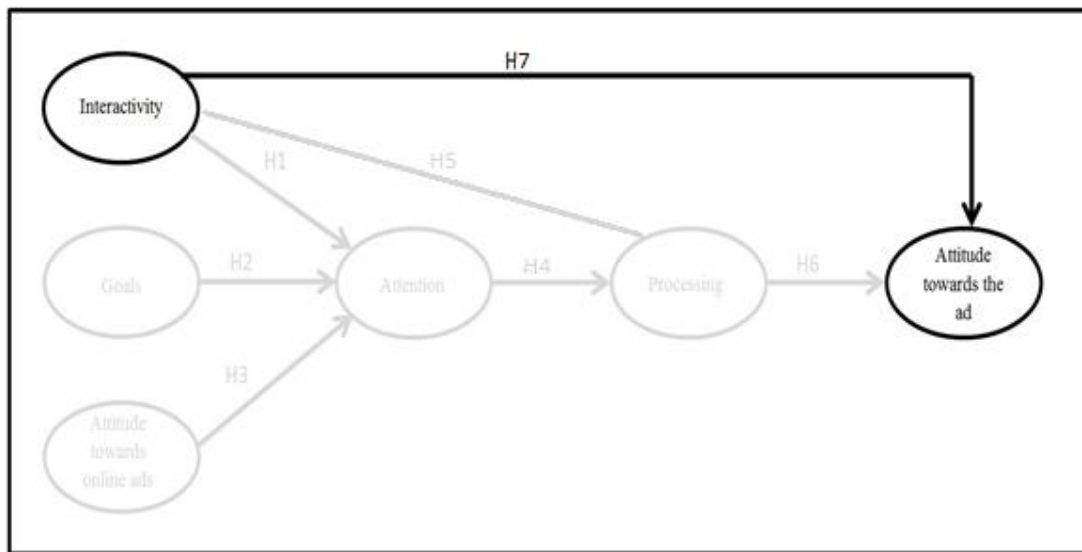 H7
Interactivity
H1
H5
Goals
H2
Attention
H4
Processing
H6
Attitude
towards the
ad
H3
Attitude
towards
online ads